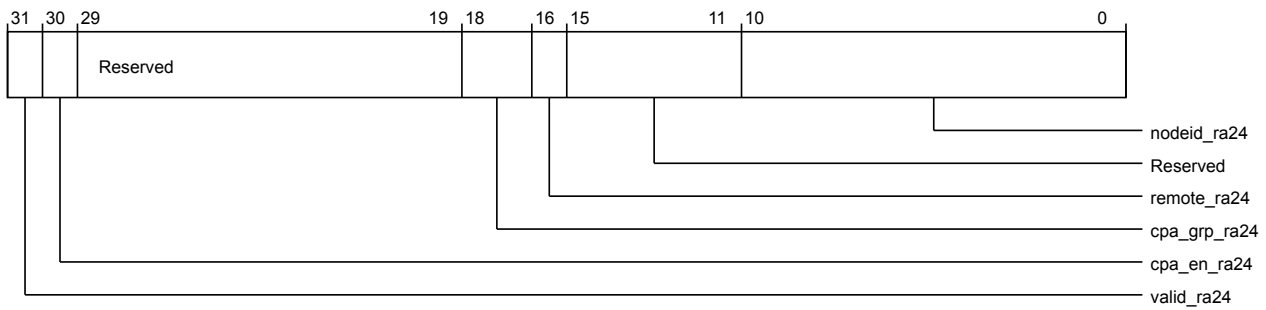 31 30 29 19 18 16 15 11 10 0
Reserved
nodeid_ra24
Reserved
remote_ra24
cpa_grp_ra24
cpa_en_ra24
valid_ra24